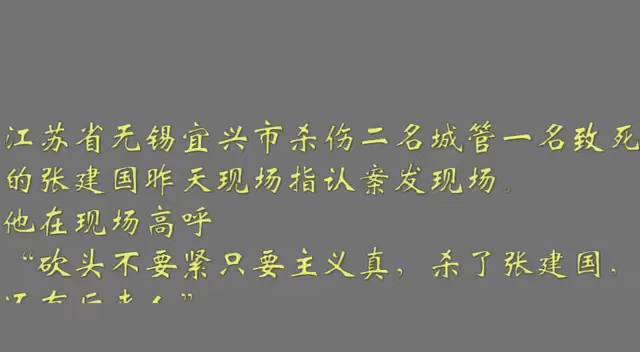 江苏省无锡宜兴市杀伤二名城管一名致死
的张建国昨天现场指认案发现场。
他在现场高呼
“砍头不要紧只要主义真，杀了张建国，